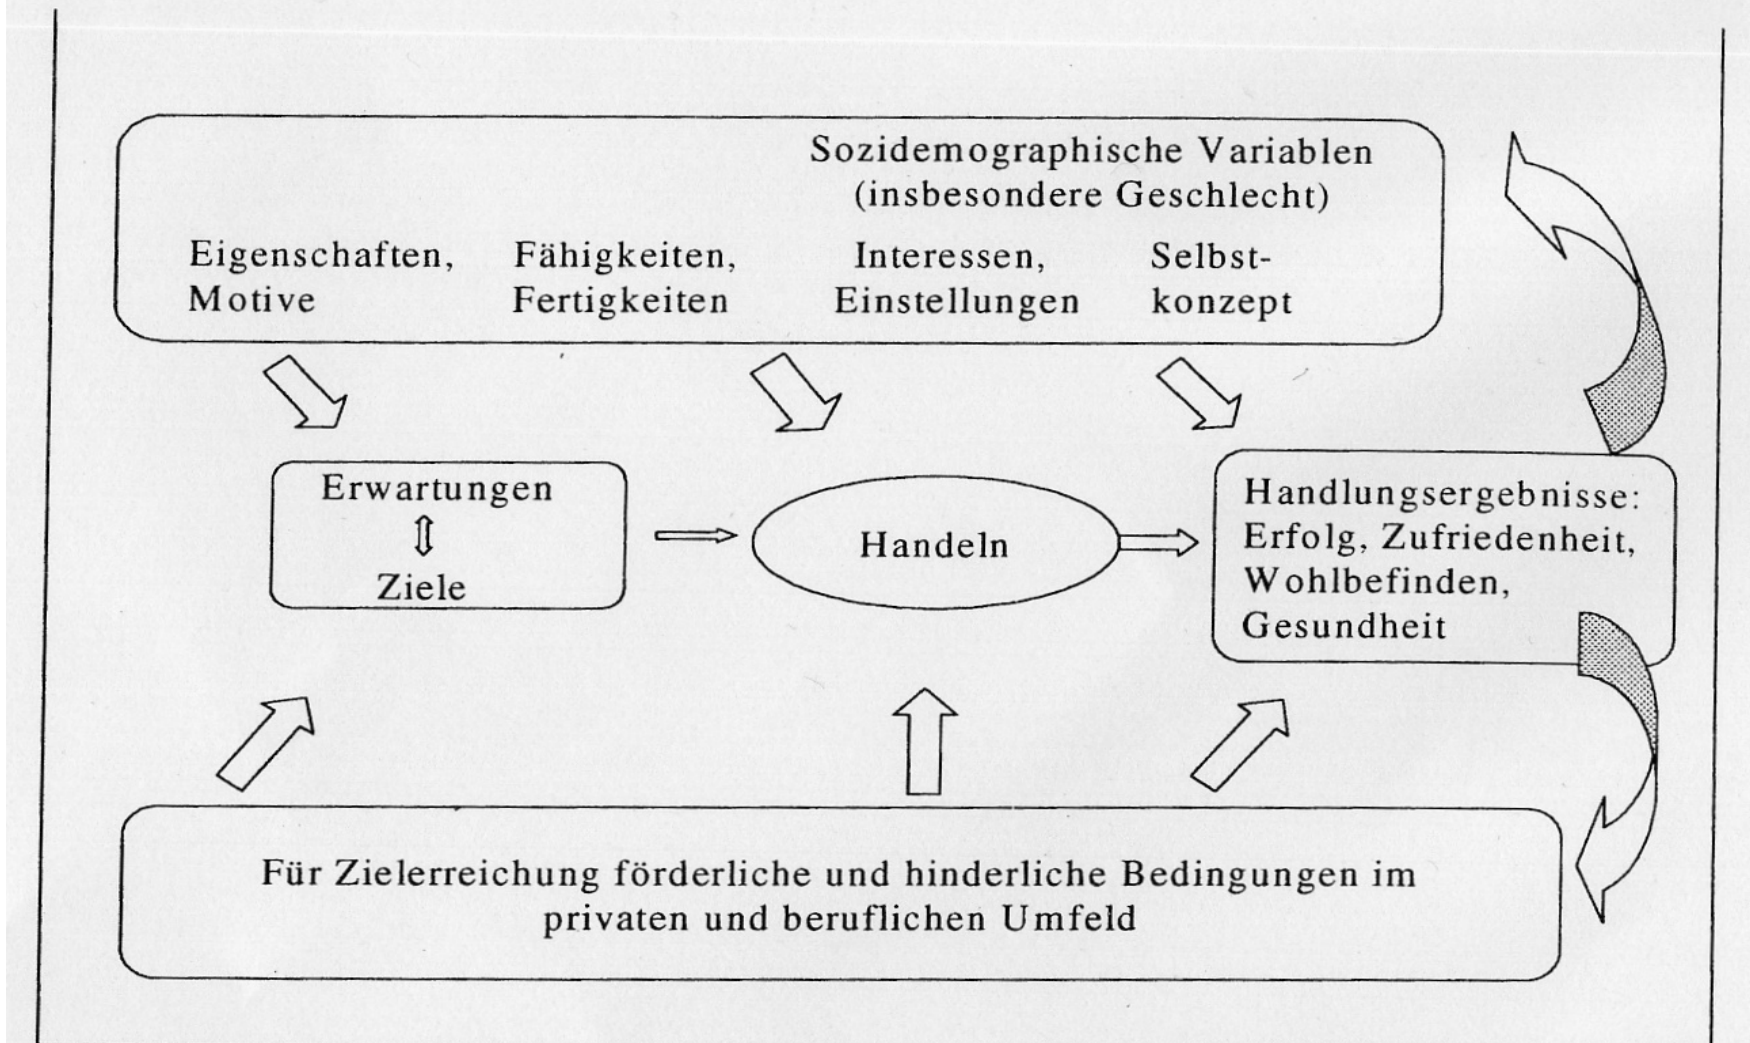 Sozidemographische Variablen
(insbesondere Geschlecht)
Eigenschaften, Fähigkeiten, Interessen, Selbst-
Motive Fertigkeiten Einstellungen konzept
Erwartungen
Ziele
Handeln
Handlungsergebnisse:
Erfolg, Zufriedenheit,
Wohlbefinden,
Gesundheit
Für Zielerreichung förderliche und hinderliche Bedingungen im
privaten und beruflichen Umfeld